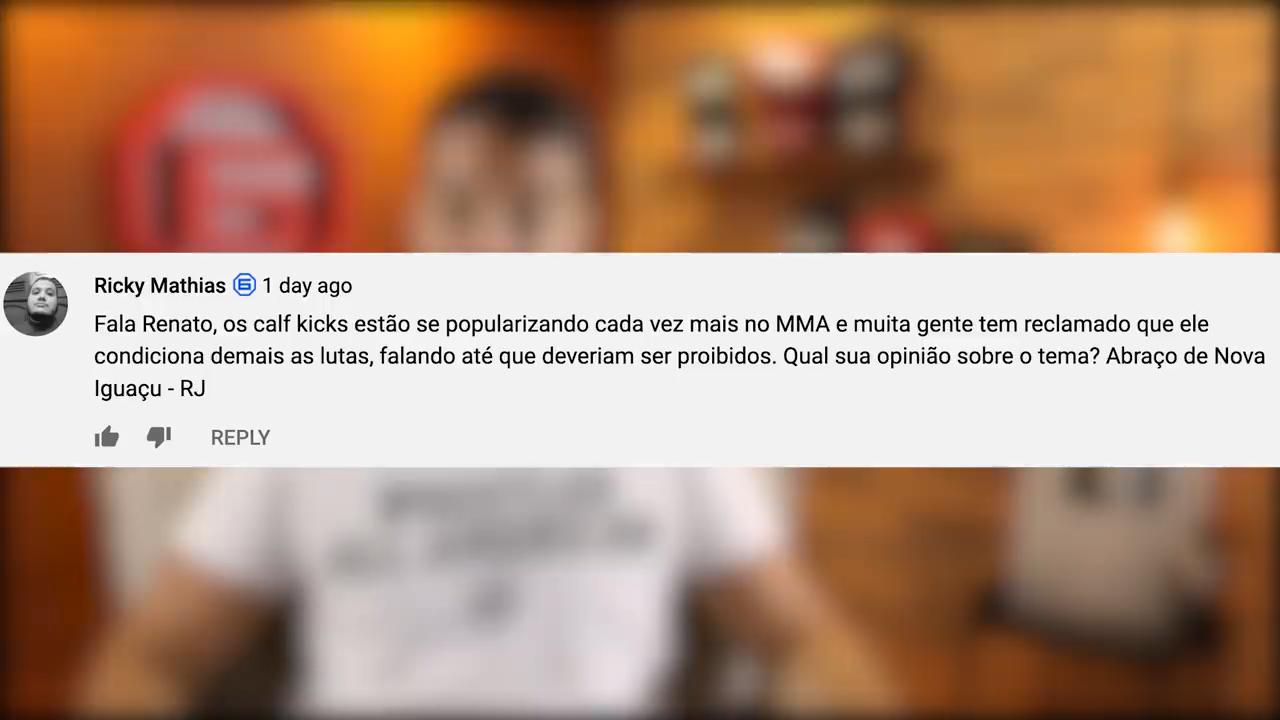 Ricky Mathias 1 day ago
Fala Renato, os calf kicks estão se popularizando cada vez mais no MMA e muita gente tem reclamado que ele
condiciona demais as lutas, falando até que deveriam ser proibidos. Qual sua opinião sobre o tema? Abraço de Nova
Iguaçu - RJ
REPLY